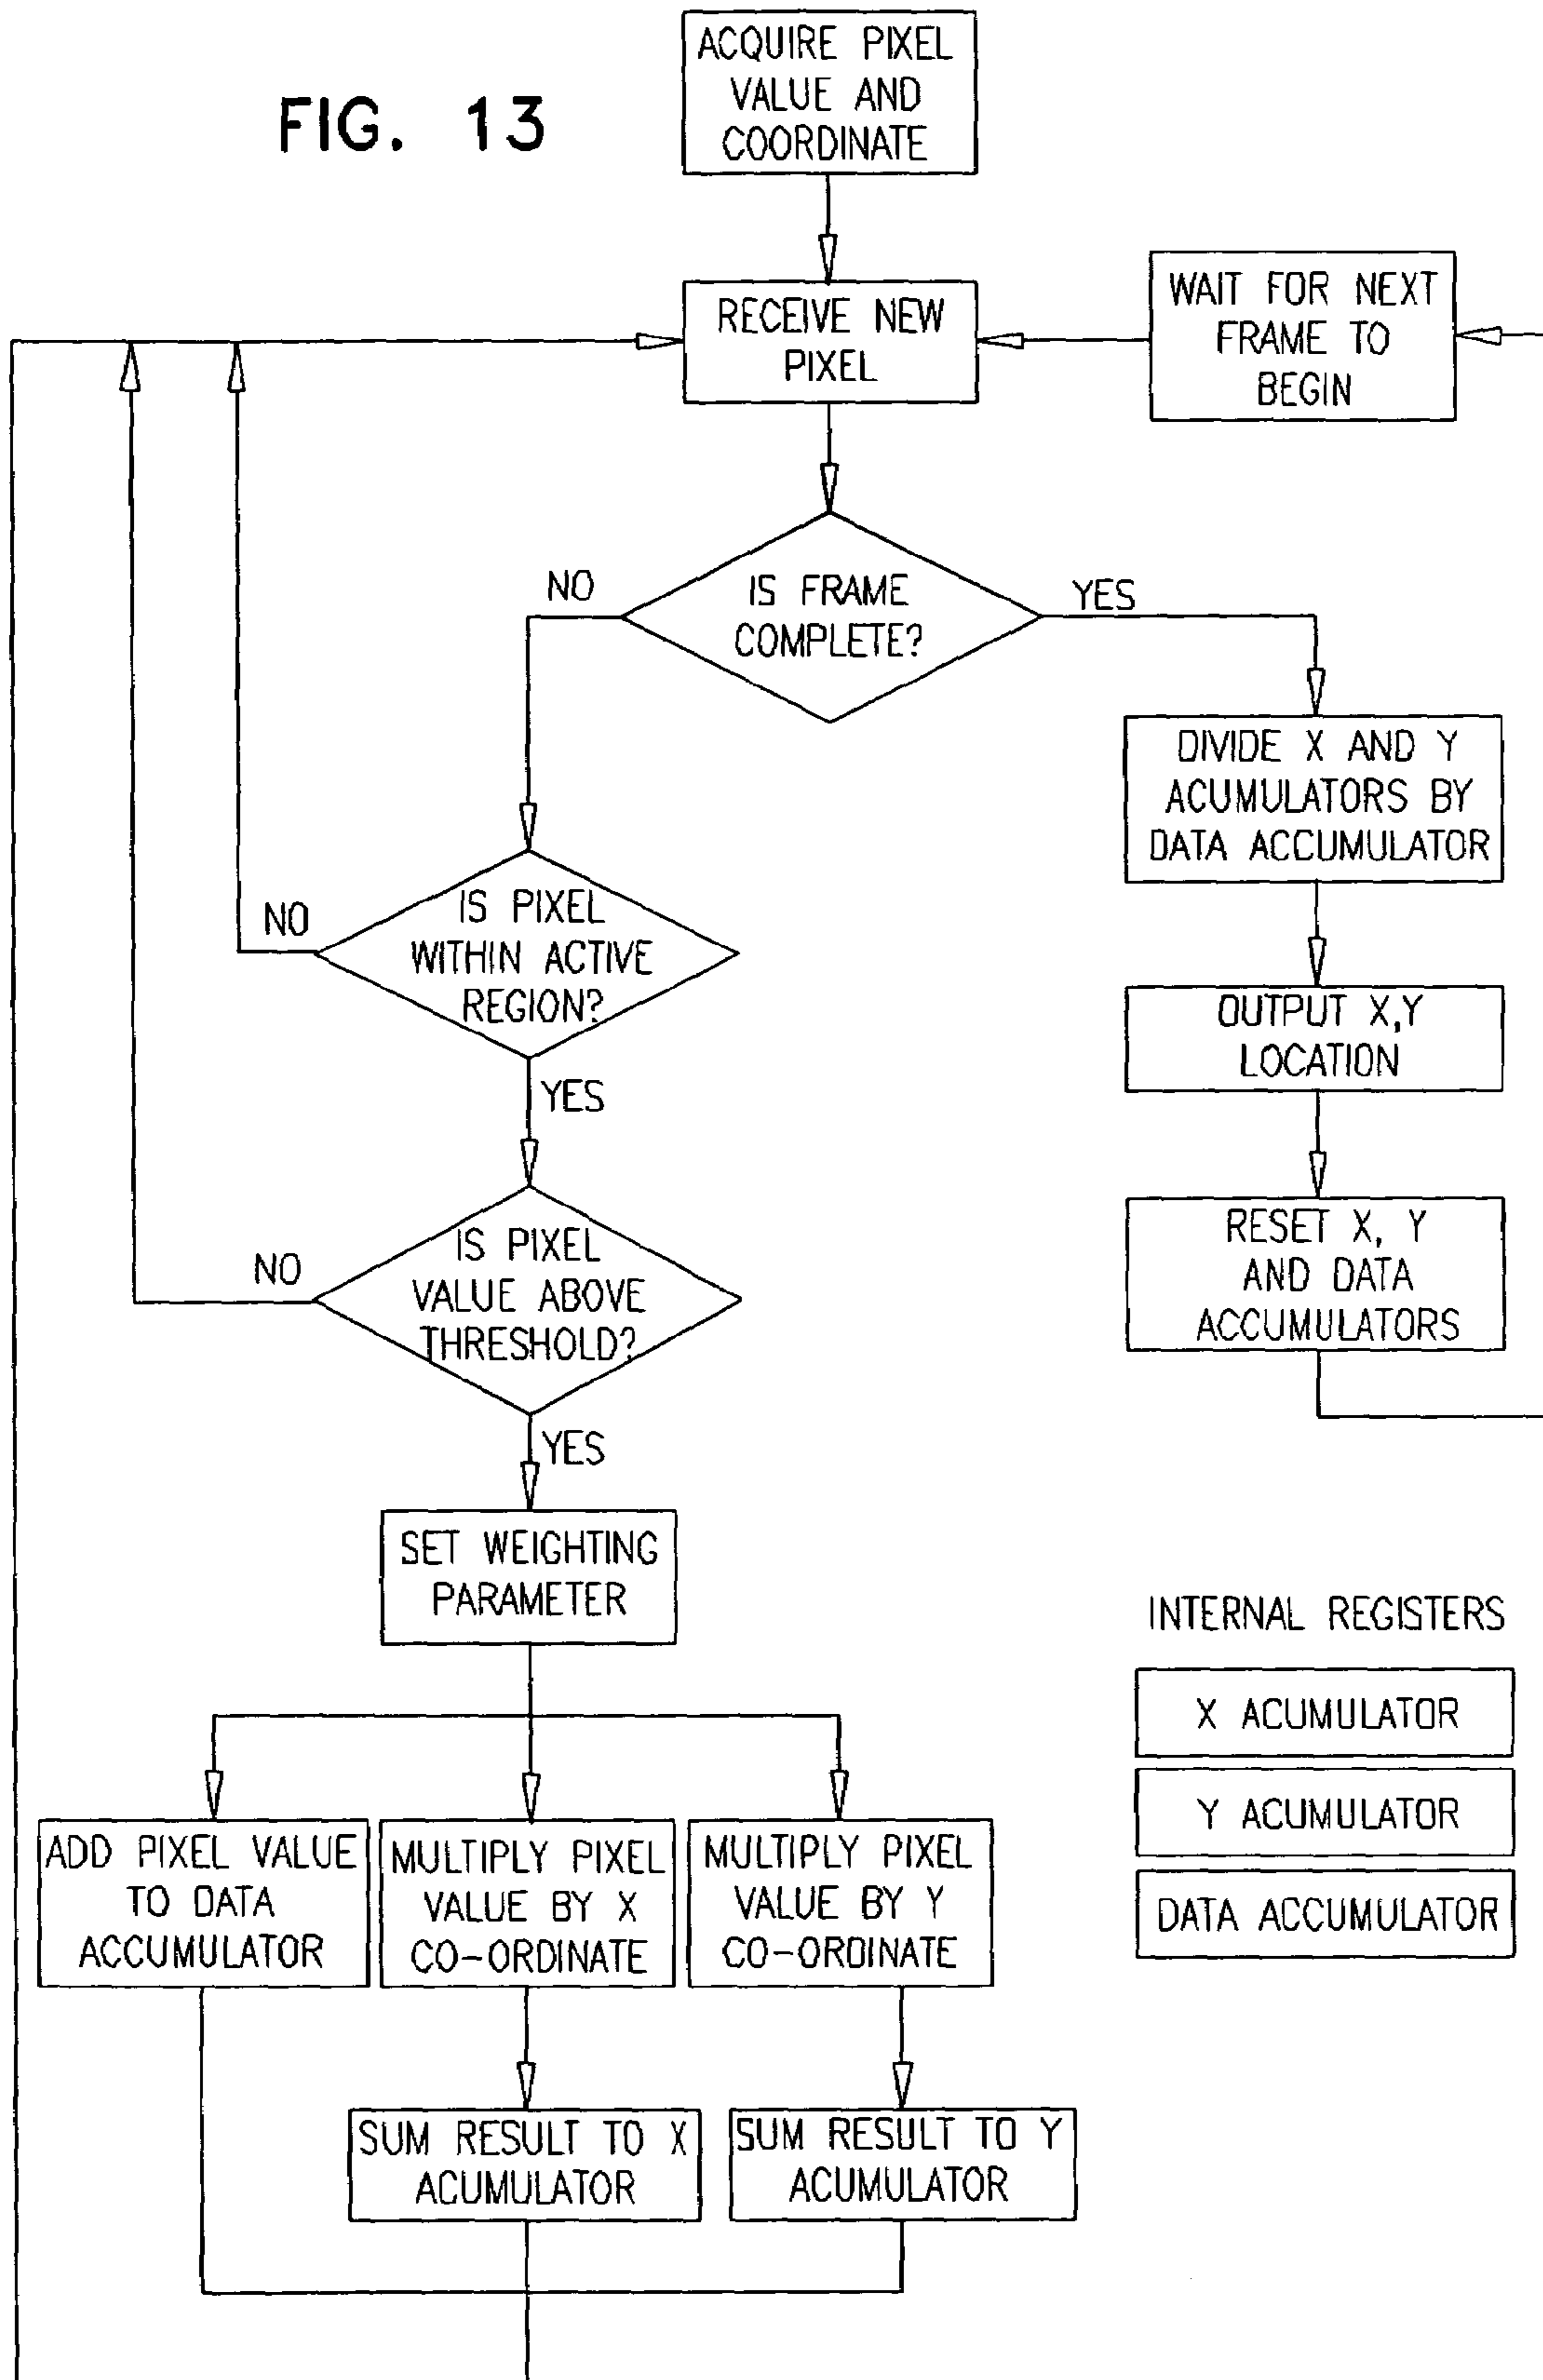 FIG. 13
ACQUIRE PIXEL
VALUE AND
COORDINATE
RECEIVE NEW
PIXEL
WAIT FOR NEXT
FRAME TO
BEGIN
IS FRAME
COMPLETE?
NO
YES
DIVIDE X AND Y
ACUMULATORS BY
DATA ACCUMULATOR
OUTPUT X,Y
LOCATION
RESET X, Y
AND DATA
ACCUMULATORS
IS PIXEL
WITHIN ACTIVE
REGION?
NO
YES
IS PIXEL
VALUE ABOVE
THRESHOLD?
NO
YES
SET WEIGHTING
PARAMETER
ADD PIXEL VALUE
TO DATA
ACCUMULATOR
MULTIPLY PIXEL
VALUE BY X
CO-ORDINATE
MULTIPLY PIXEL
VALUE BY Y
CO-ORDINATE
SUM RESULT TO X
ACUMULATOR
SUM RESULT TO Y
ACUMULATOR
INTERNAL REGISTERS
X ACUMULATOR
Y ACUMULATOR
DATA ACCUMULATOR